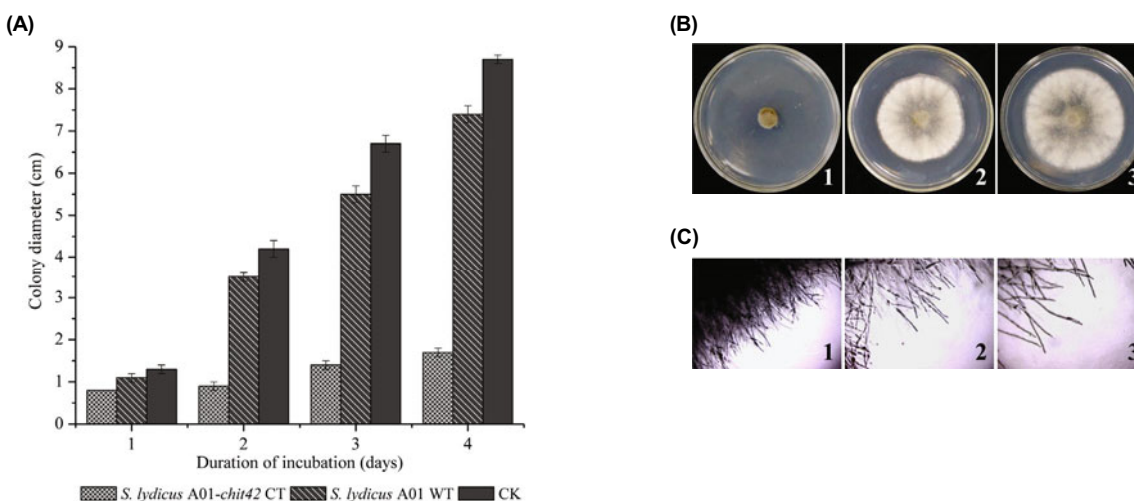 (A)
Colony diameter (cm)
9
8
7
6
5
4
3
2
1
0
1 2 3 4
Duration of incubation (days)
S. lydicus A01-chit42 CT S. lydicus A01 WT CK
(B)
1 2 3
(C)
1 2 3